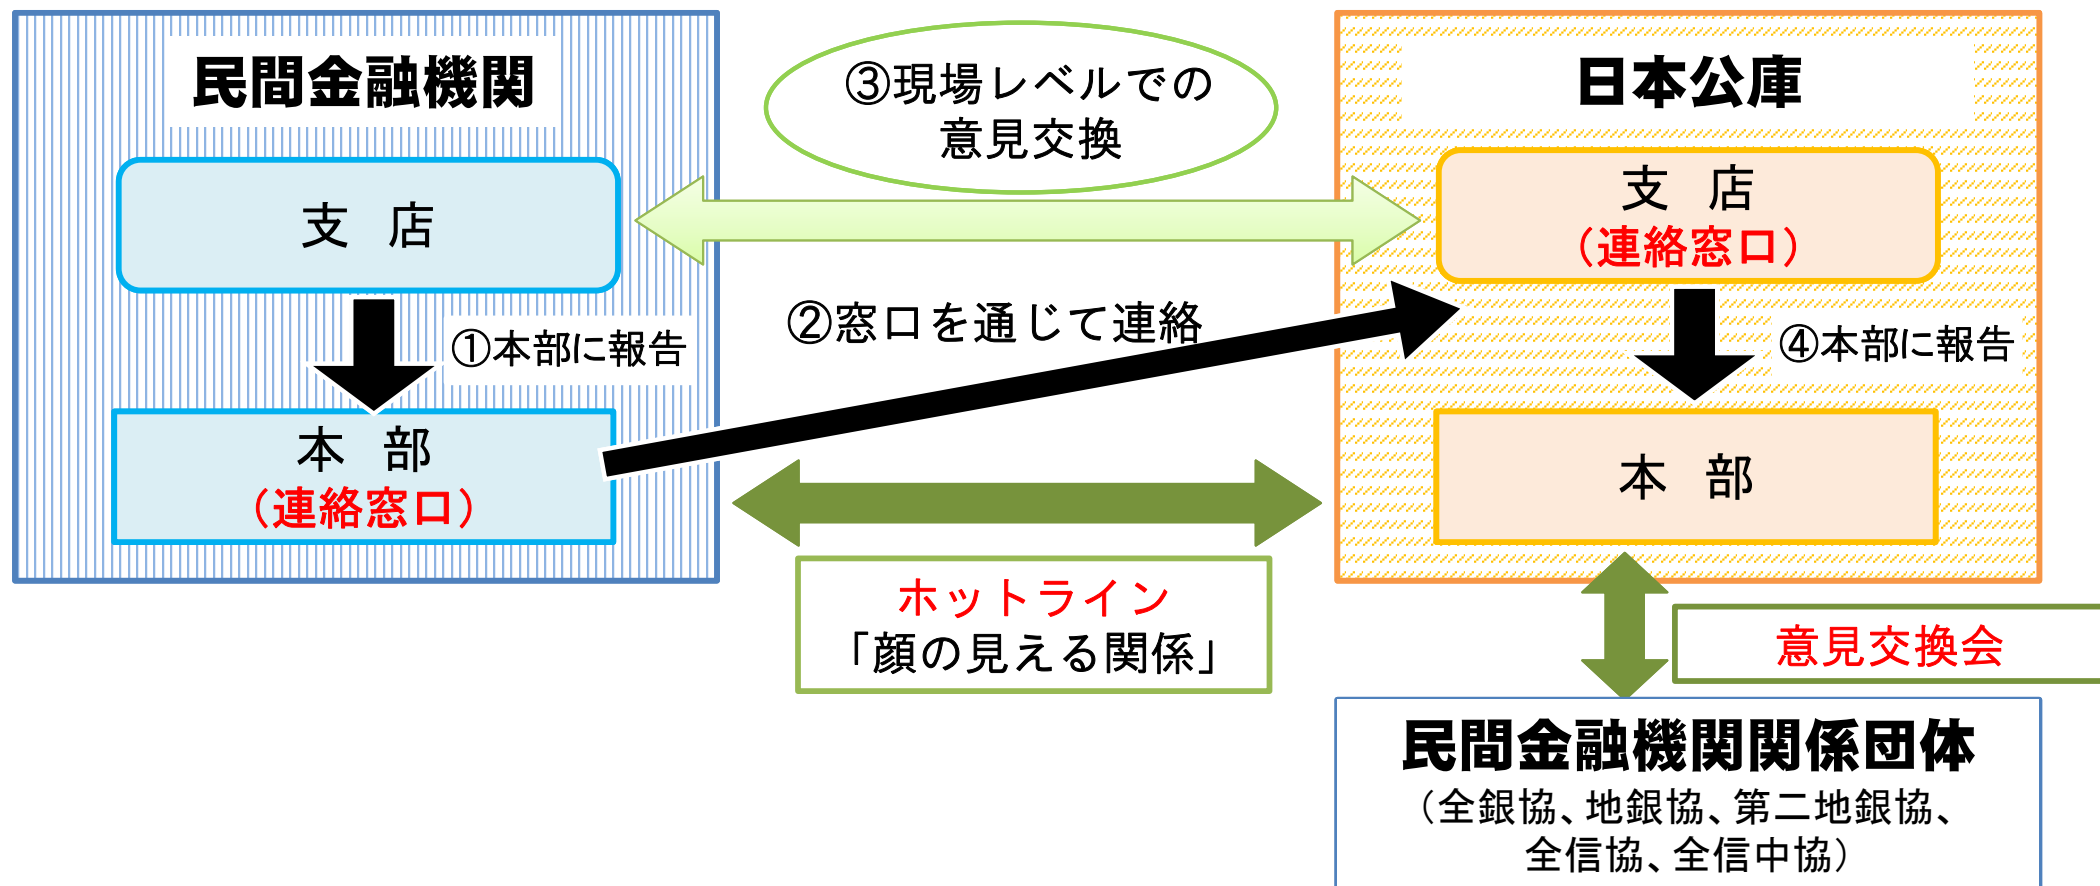 民間金融機関
支　店
①本部に報告
本　部
（連絡窓口）
③現場レベルでの
意見交換
②窓口を通じて連絡
ホットライン
「顔の見える関係」
日本公庫
支　店
（連絡窓口）
④本部に報告
本　部
意見交換会
民間金融機関関係団体
（全銀協、地銀協、第二地銀協、
全信協、全信中協）